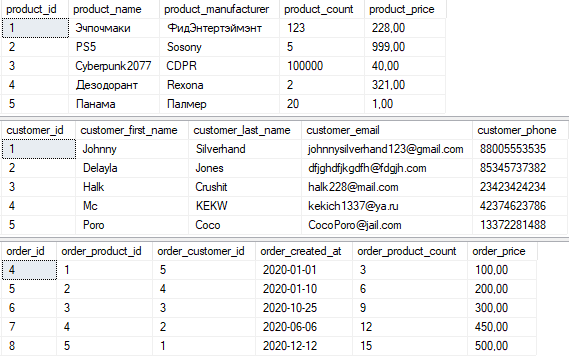 product_id product_name product_manufacturer product_count product_price
1 Эчпочмаки ФидЭнтертэймэнт 123 228,00
2 PS5 Sosony 5 999,00
3 Cyberpunk2077 CDPR 100000 40,00
4 Дезодорант Rexona 2 321,00
5 Панама Палмер 20 1,00
customer_id customer_first_name customer_last_name customer_email customer_phone
1 Johnny Silverhand johnnysilverhand123@gmail.com 88005553535
2 Delayla Jones dfjghdfjkgdfh@fdgjh.com 85345737382
3 Halk Crushit halk228@mail.com 23423424234
4 Mc KEKW kekich1337@ya.ru 42374623786
5 Poro Coco CocoPoro@jail.com 13372281488
order_id order_product_id order_customer_id order_created_at order_product_count order_price
4 1 5 2020-01-01 3 100,00
5 2 4 2020-01-10 6 200,00
6 3 3 2020-10-25 9 300,00
7 4 2 2020-06-06 12 450,00
8 5 1 2020-12-12 15 500,00